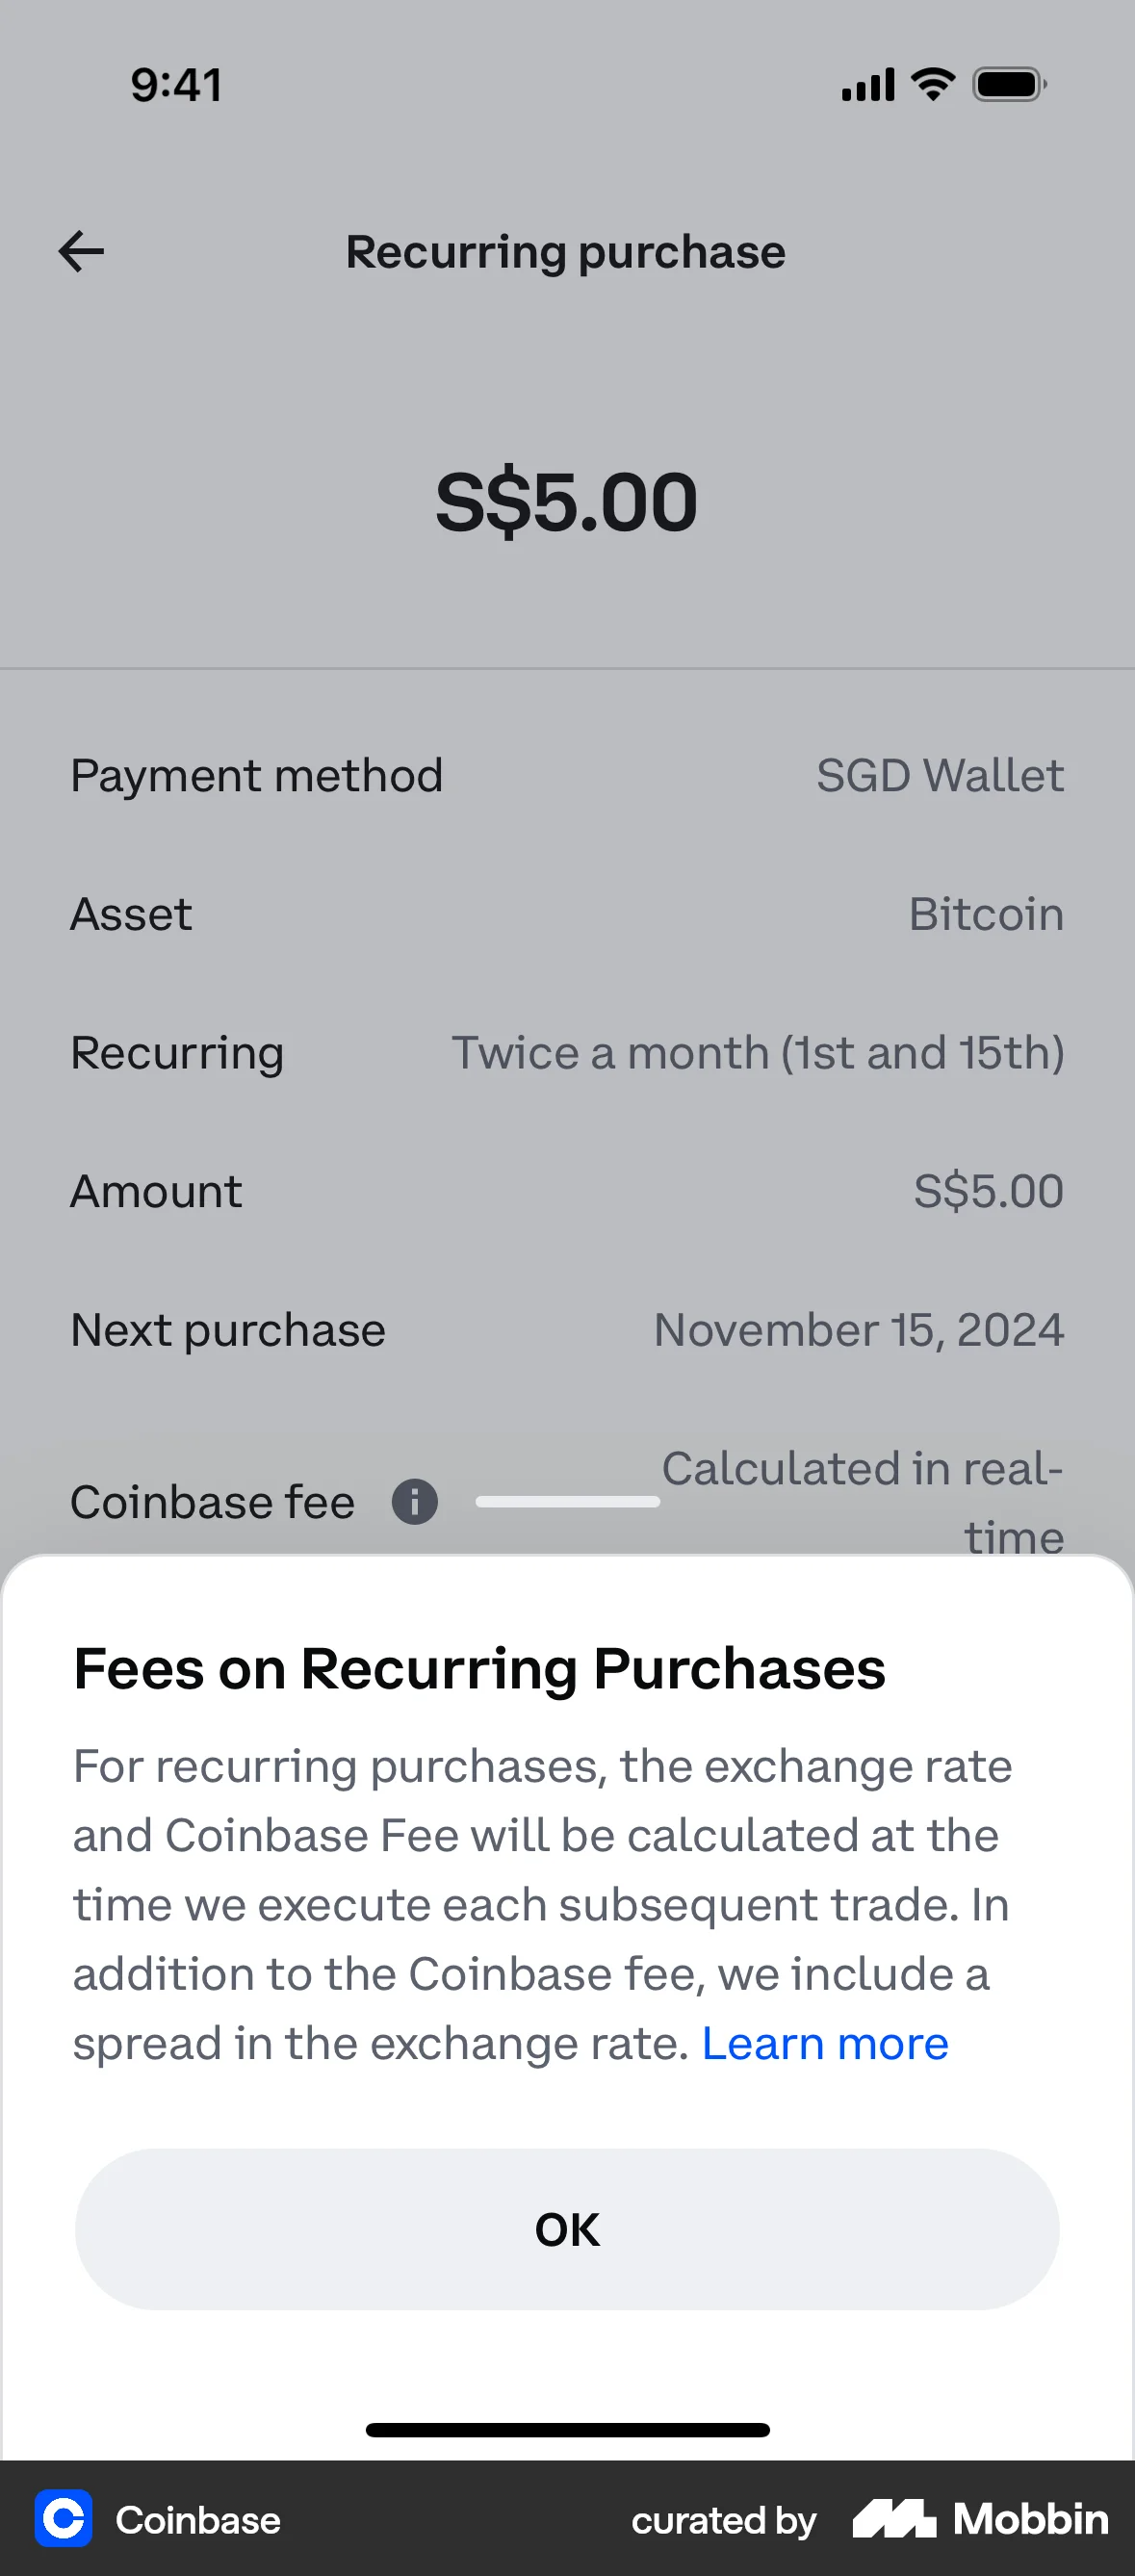 9:41
Recurring purchase
S$5.00
Payment method SGD Wallet
Asset Bitcoin
Recurring Twice a month (1st and 15th)
Amount S$5.00
Next purchase November 15, 2024
Coinbase fee Calculated in real-
time
Fees on Recurring Purchases
For recurring purchases, the exchange rate
and Coinbase Fee will be calculated at the
time we execute each subsequent trade. In
addition to the Coinbase fee, we include a
spread in the exchange rate. Learn more
OK
Coinbase curated by Mobbin